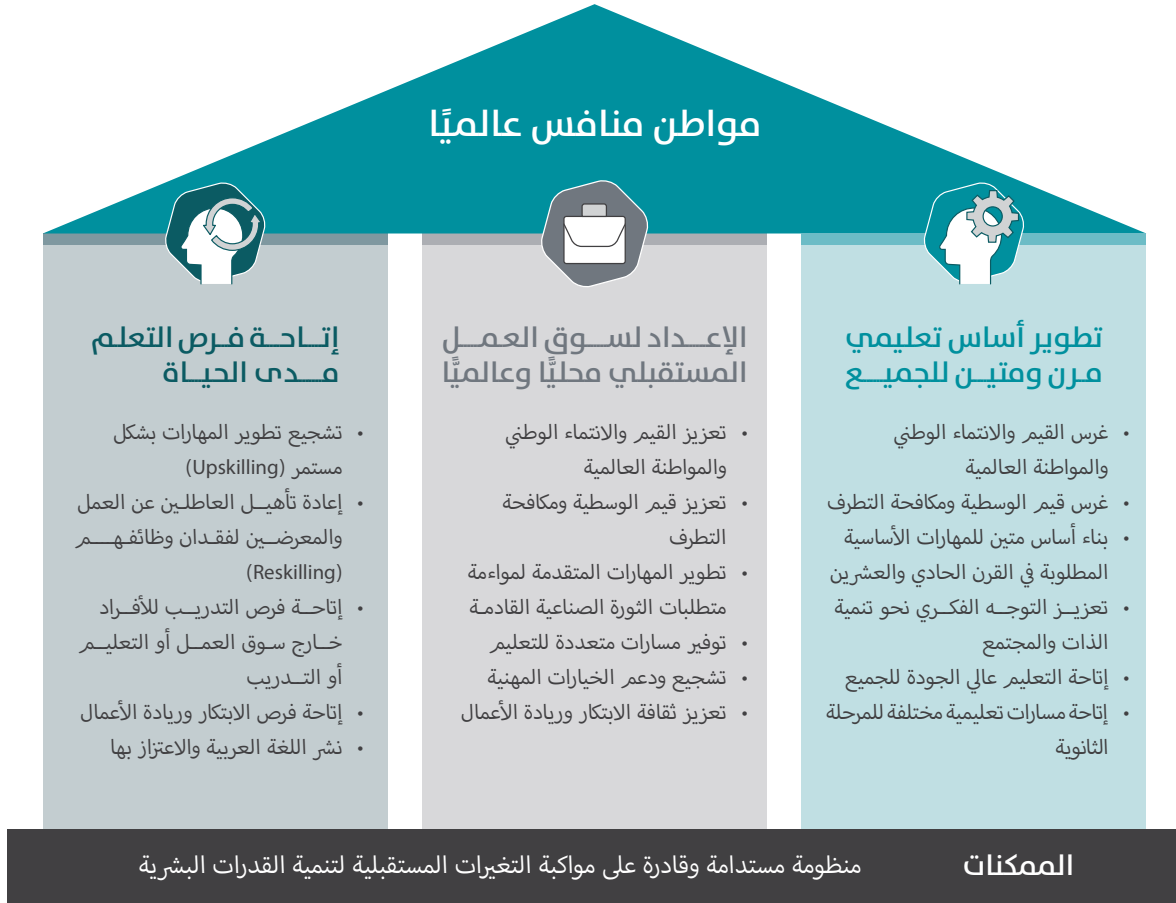 مواطن منافس عالميًا
تطوير أساس تعليمي
مرن ومتين للجميع
• غرس القيم والانتماء الوطني
والمواطنة العالمية
• غرس قيم الوسطية ومكافحة التطرف
• بناء أساس متين للمهارات الأساسية
المطلوبة في القرن الحادي والعشرين
• تعزيز التوجه الفكري نحو تنمية
الذات والمجتمع
• إتاحة التعليم عالي الجودة للجميع
• إتاحة مسارات تعليمية مختلفة للمرحلة
الثانوية
الإعداد لسوق العمل
المستقبلي محليًّا وعالميًّا
• تعزيز القيم والانتماء الوطني
والمواطنة العالمية
• تعزيز قيم الوسطية ومكافحة
التطرف
• تطوير المهارات المتقدمة لمواءمة
متطلبات الثورة الصناعية القادمة
• توفير مسارات متعددة للتعليم
• تشجيع ودعم الخيارات المهنية
• تعزيز ثقافة الابتكار وريادة الأعمال
إتاحة فرص التعلم
مدى الحياة
• تشجيع تطوير المهارات بشكل
مستمر (Upskilling)
• إعادة تأهيل العاطلين عن العمل
والمعرضين لفقدان وظائفهم
(Reskilling)
• إتاحة فرص التدريب للأفراد
خارج سوق العمل أو التعليم
أو التدريب
• إتاحة فرص الابتكار وريادة الأعمال
• نشر اللغة العربية والاعتزاز بها
الممكنات
منظومة مستدامة وقادرة على مواكبة التغيرات المستقبلية لتنمية القدرات البشرية